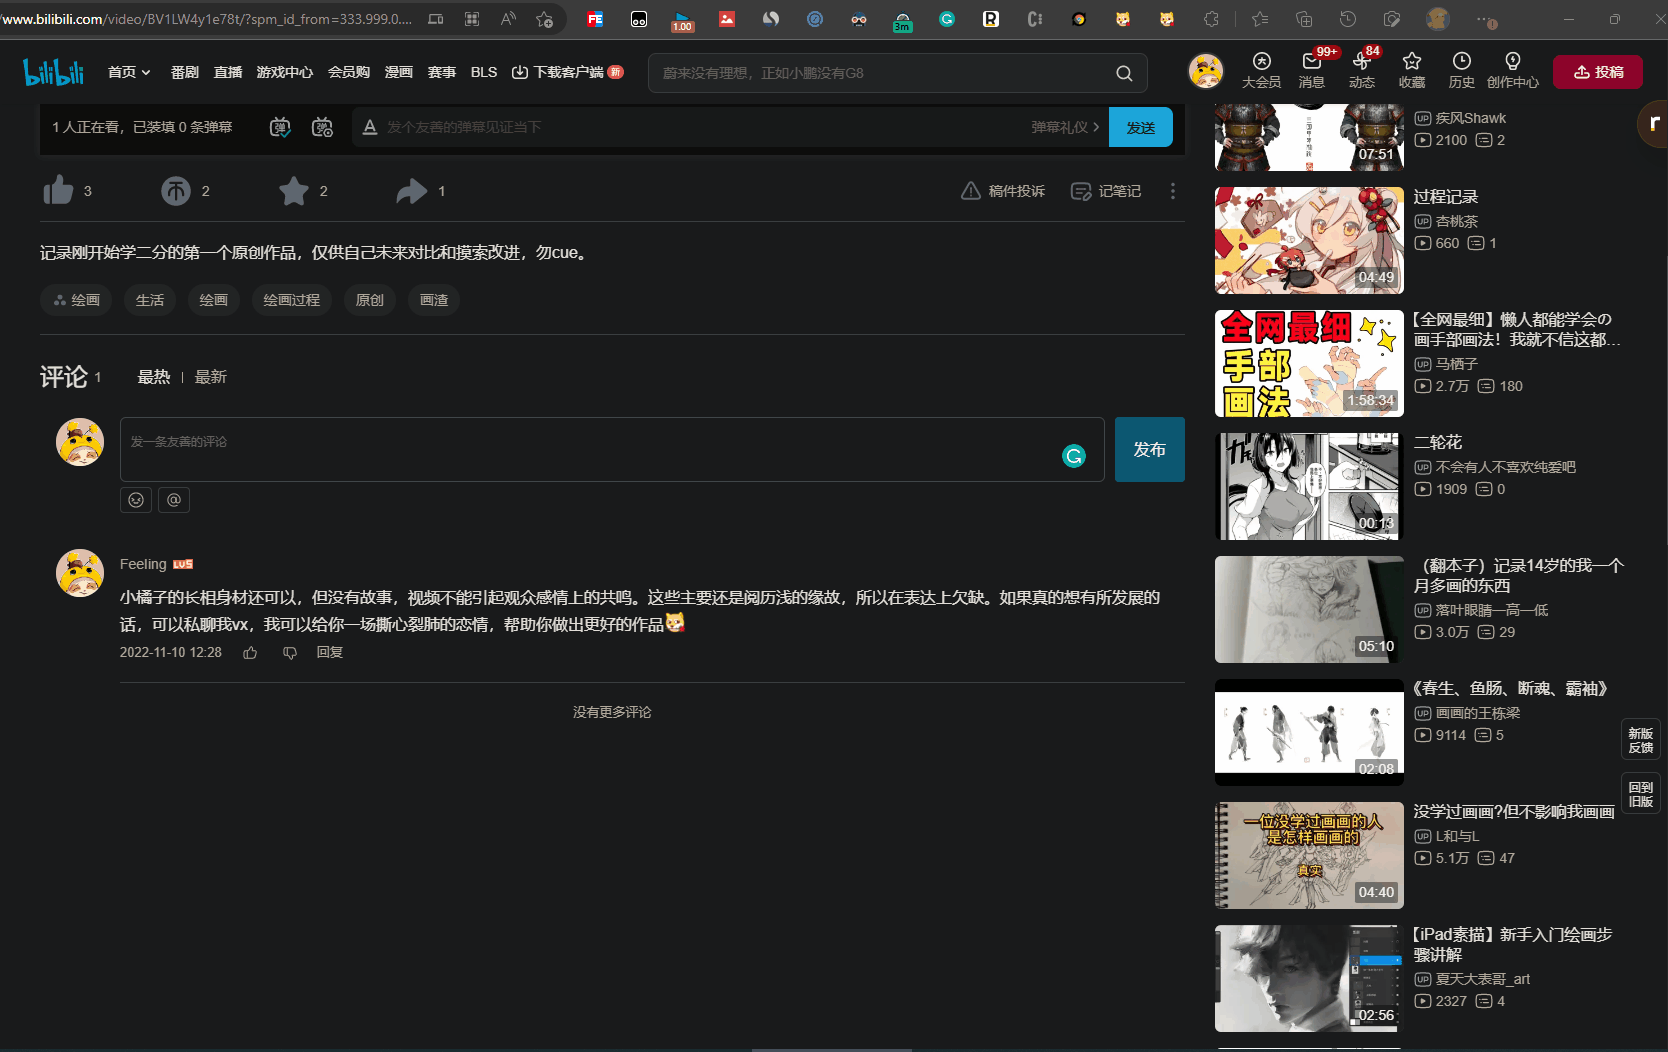 www.bilibili.com/video/BV1LW4y1e78t/?spm_id_from=333.999.0....
1.00
3m
bilibili
首页
番剧
直播
游戏中心
会员购
漫画
赛事
BLS
下载客户端
新
蔚来没有理想，正如小鹏没有G8
大会员
99+
消息
84
动态
收藏
历史
创作中心
投稿
1 人正在看，已装填 0 条弹幕
发个友善的弹幕见证当下
弹幕礼仪
发送
3
2
2
1
稿件投诉
记笔记
记录刚开始学二分的第一个原创作品，仅供自己未来对比和摸索改进，勿cue。
绘画
生活
绘画
绘画过程
原创
画渣
评论 1
最热
最新
发一条友善的评论
发布
@
Feeling LV5
小橘子的长相身材还可以，但没有故事，视频不能引起观众感情上的共鸣。这些主要还是阅历浅的缘故，所以在表达上欠缺。如果真的想有所发展的
话，可以私聊我vx，我可以给你一场撕心裂肺的恋情，帮助你做出更好的作品
2022-11-10 12:28
回复
没有更多评论
07:51
UP 疾风Shawk
2100 2
04:49
过程记录
UP 杏桃茶
660 1
全网最细
手部
画法
1:58:34
【全网最细】懒人都能学会の
画手部画法！我就不信这都...
UP 马栖子
2.7万 180
00:13
二轮花
UP 不会有人不喜欢纯爱吧
1909 0
05:10
（翻本子）记录14岁的我一个
月多画的东西
UP 落叶眼睛一高一低
3.0万 29
02:08
《春生、鱼肠、断魂、霸袖》
UP 画画的王栋梁
9114 5
一位没学过画画的人
是怎样画画的
真实
04:40
没学过画画?但不影响我画画
UP L和与L
5.1万 47
02:56
【iPad素描】新手入门绘画步
骤讲解
UP 夏天大表哥_art
2327 4
新版
反馈
回到
旧版